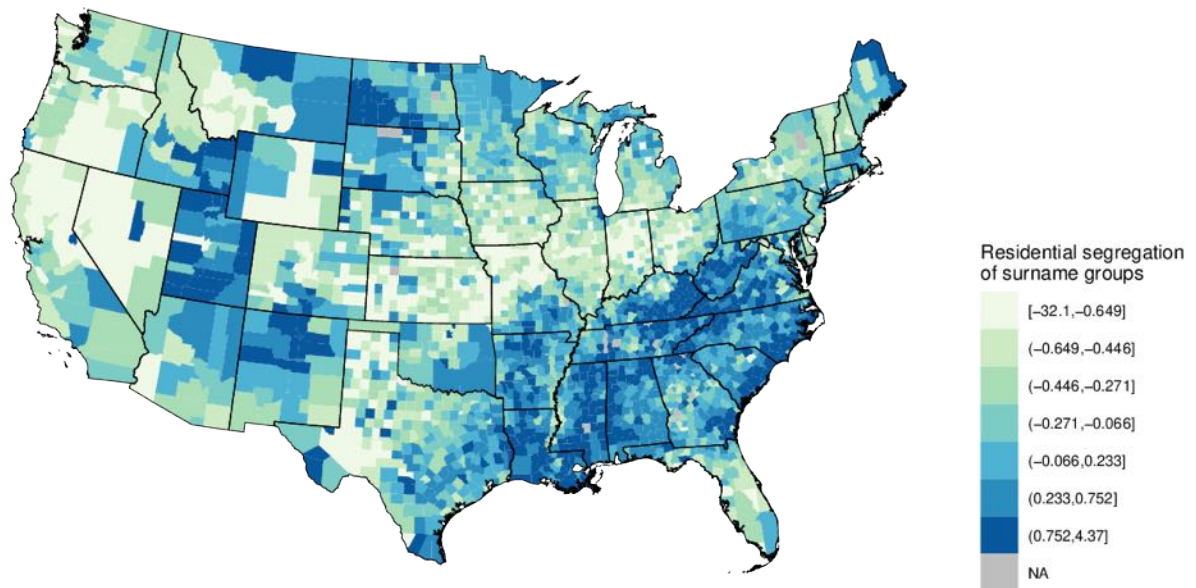 Residential segregation
of surname groups
[−32.1,−0.649]
(−0.649,−0.446]
(−0.446,−0.271]
(−0.271,−0.066]
(−0.066,0.233]
(0.233,0.752]
(0.752,4.37]
NA